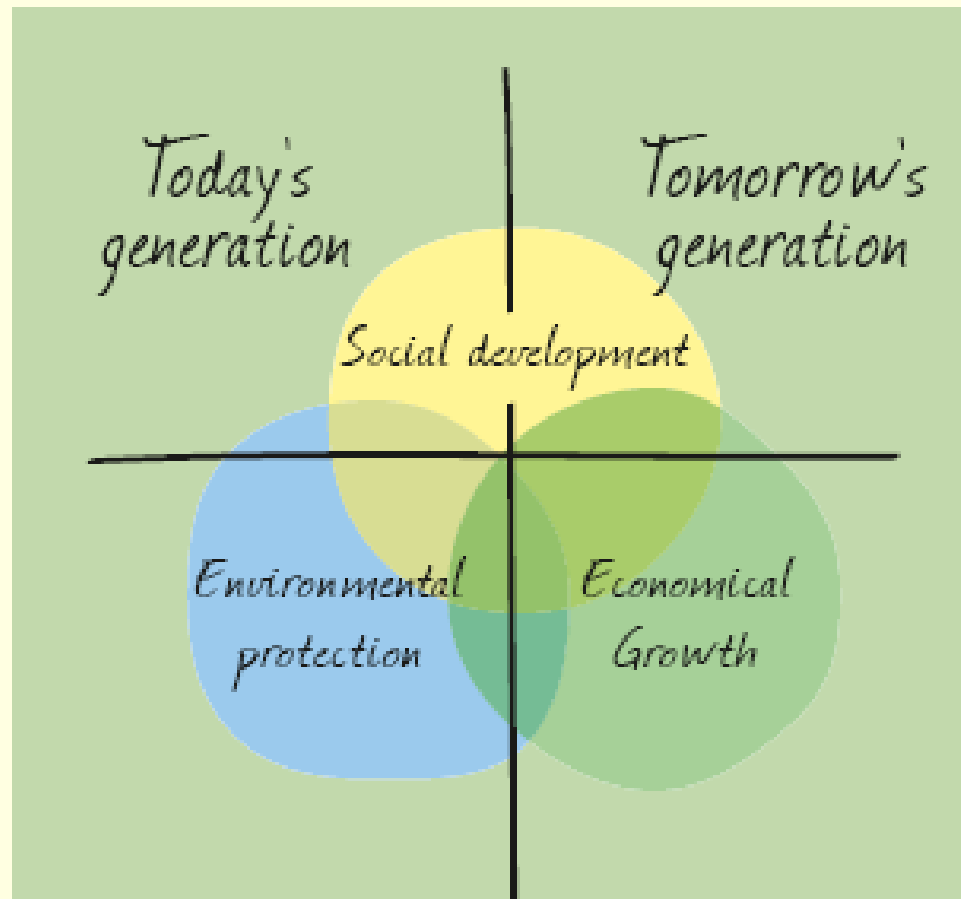 Today's
generation
Tomorrow's
generation
Social development
Environmental
protection
Economical
Growth